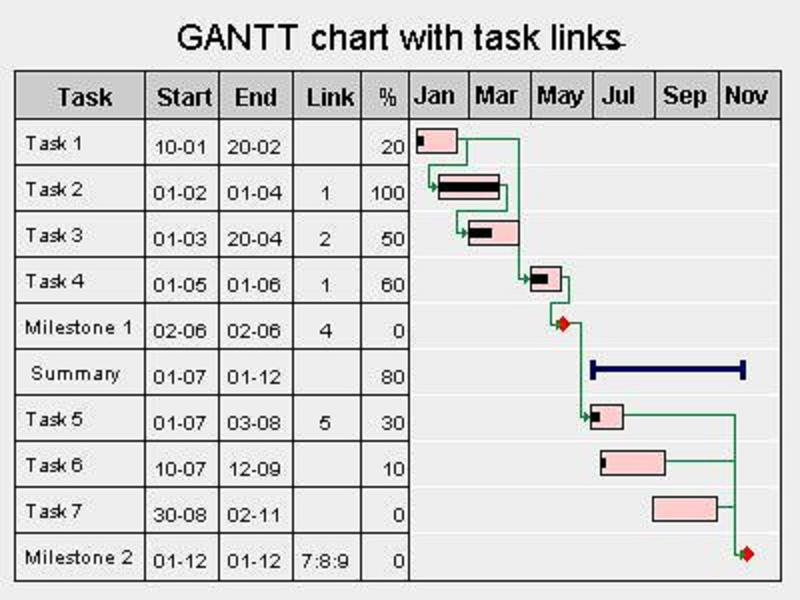 GANTT chart with task links
Task Start End Link % Jan Mar May Jul Sep Nov
Task 1 10-01 20-02 20
Task 2 01-02 01-04 1 100
Task 3 01-03 20-04 2 50
Task 4 01-05 01-06 1 60
Milestone 1 02-06 02-06 4 0
Summary 01-07 01-12 80
Task 5 01-07 03-08 5 30
Task 6 10-07 12-09 10
Task 7 30-08 02-11 0
Milestone 2 01-12 01-12 7:8:9 0